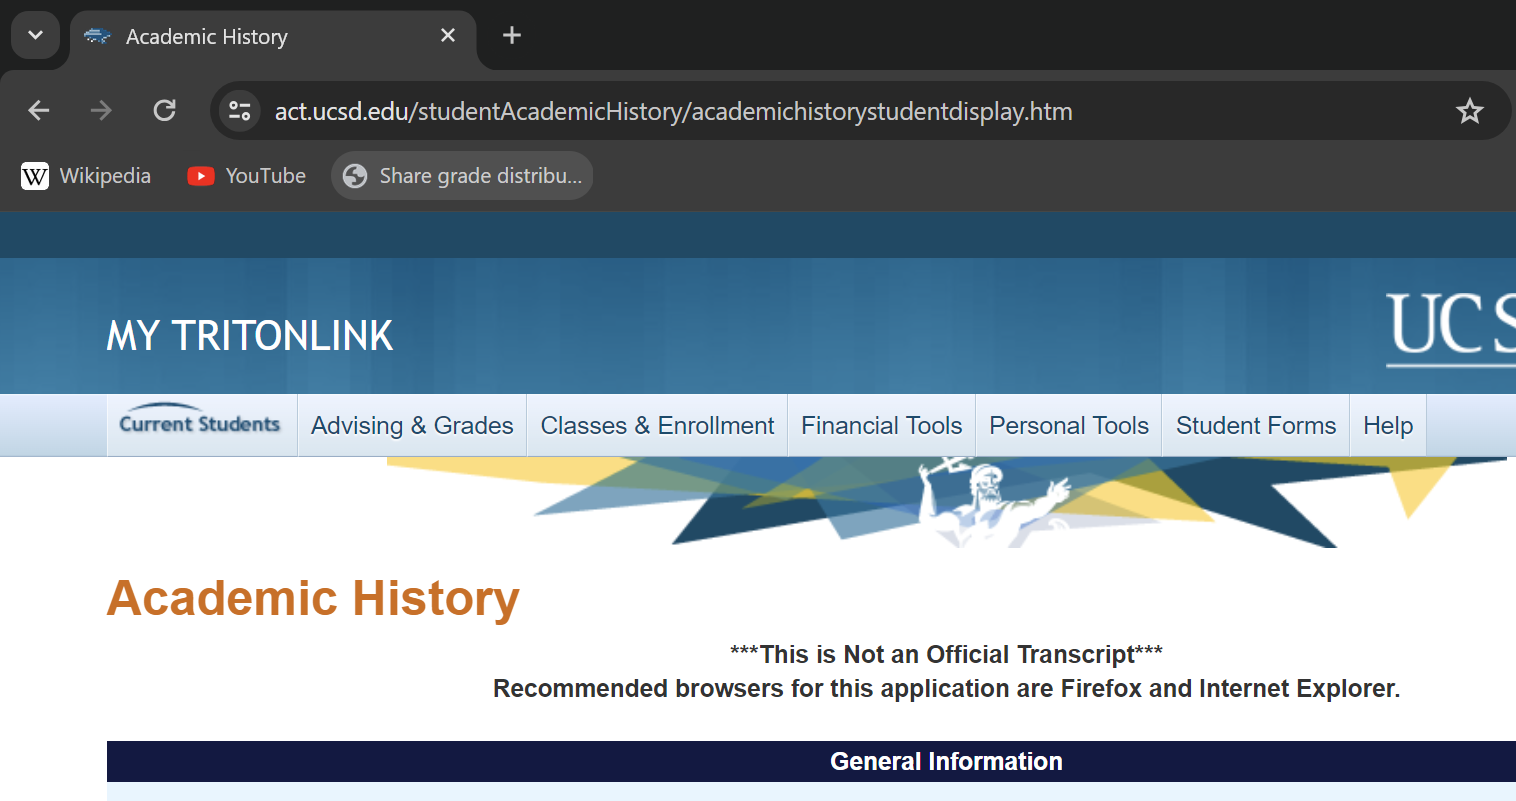 Academic History
act.ucsd.edu/studentAcademicHistory/academichistorystudentdisplay.htm
W Wikipedia YouTube Share grade distribu...
MY TRITONLINK
UC S
Current Students Advising & Grades Classes & Enrollment Financial Tools Personal Tools Student Forms Help
Academic History
***This is Not an Official Transcript***
Recommended browsers for this application are Firefox and Internet Explorer.
General Information